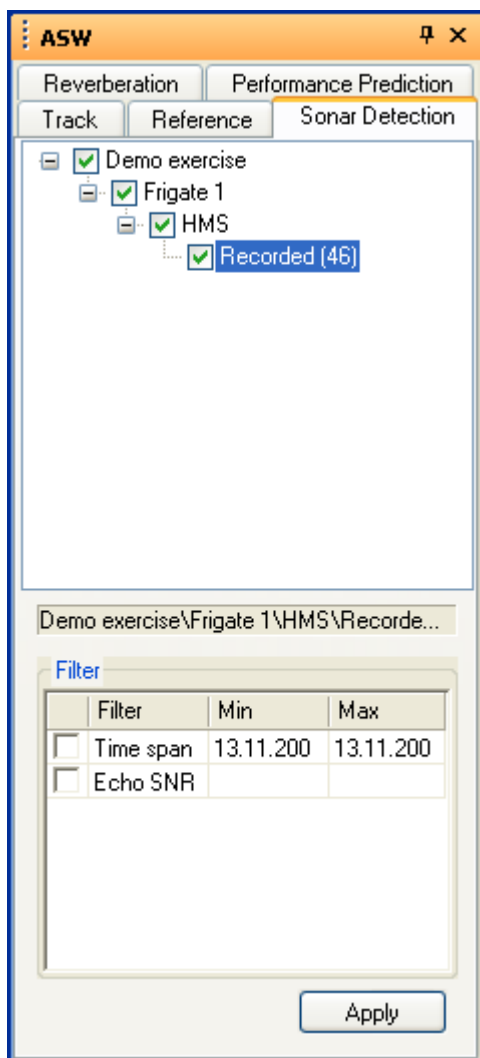 ASW
Reverberation Performance Prediction
Track Reference Sonar Detection
Demo exercise
Frigate 1
HMS
Recorded (46)
Demo exercise\Frigate 1\HMS\Recorde...
Filter
Filter Min Max
Time span 13.11.200 13.11.200
Echo SNR
Apply